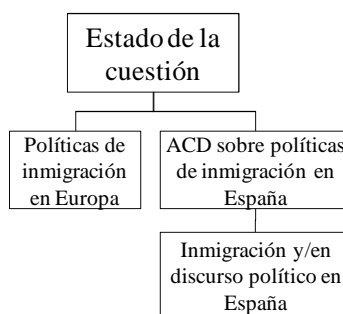 Estado de la
cuestión
Políticas de
inmigración
en Europa
ACD sobre políticas
de inmigración en
España
Inmigración y/en
discurso político en
España